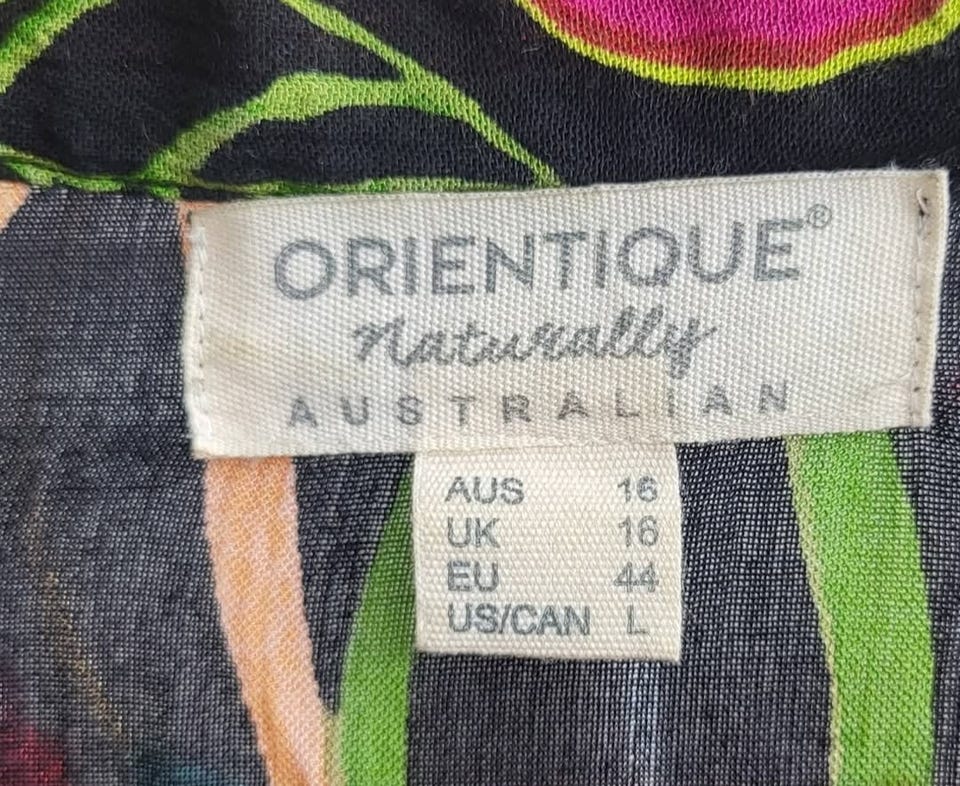 ORIENTIQUE®
Naturally
AUSTRALIAN
AUS 16
UK 16
EU 44
US/CAN L